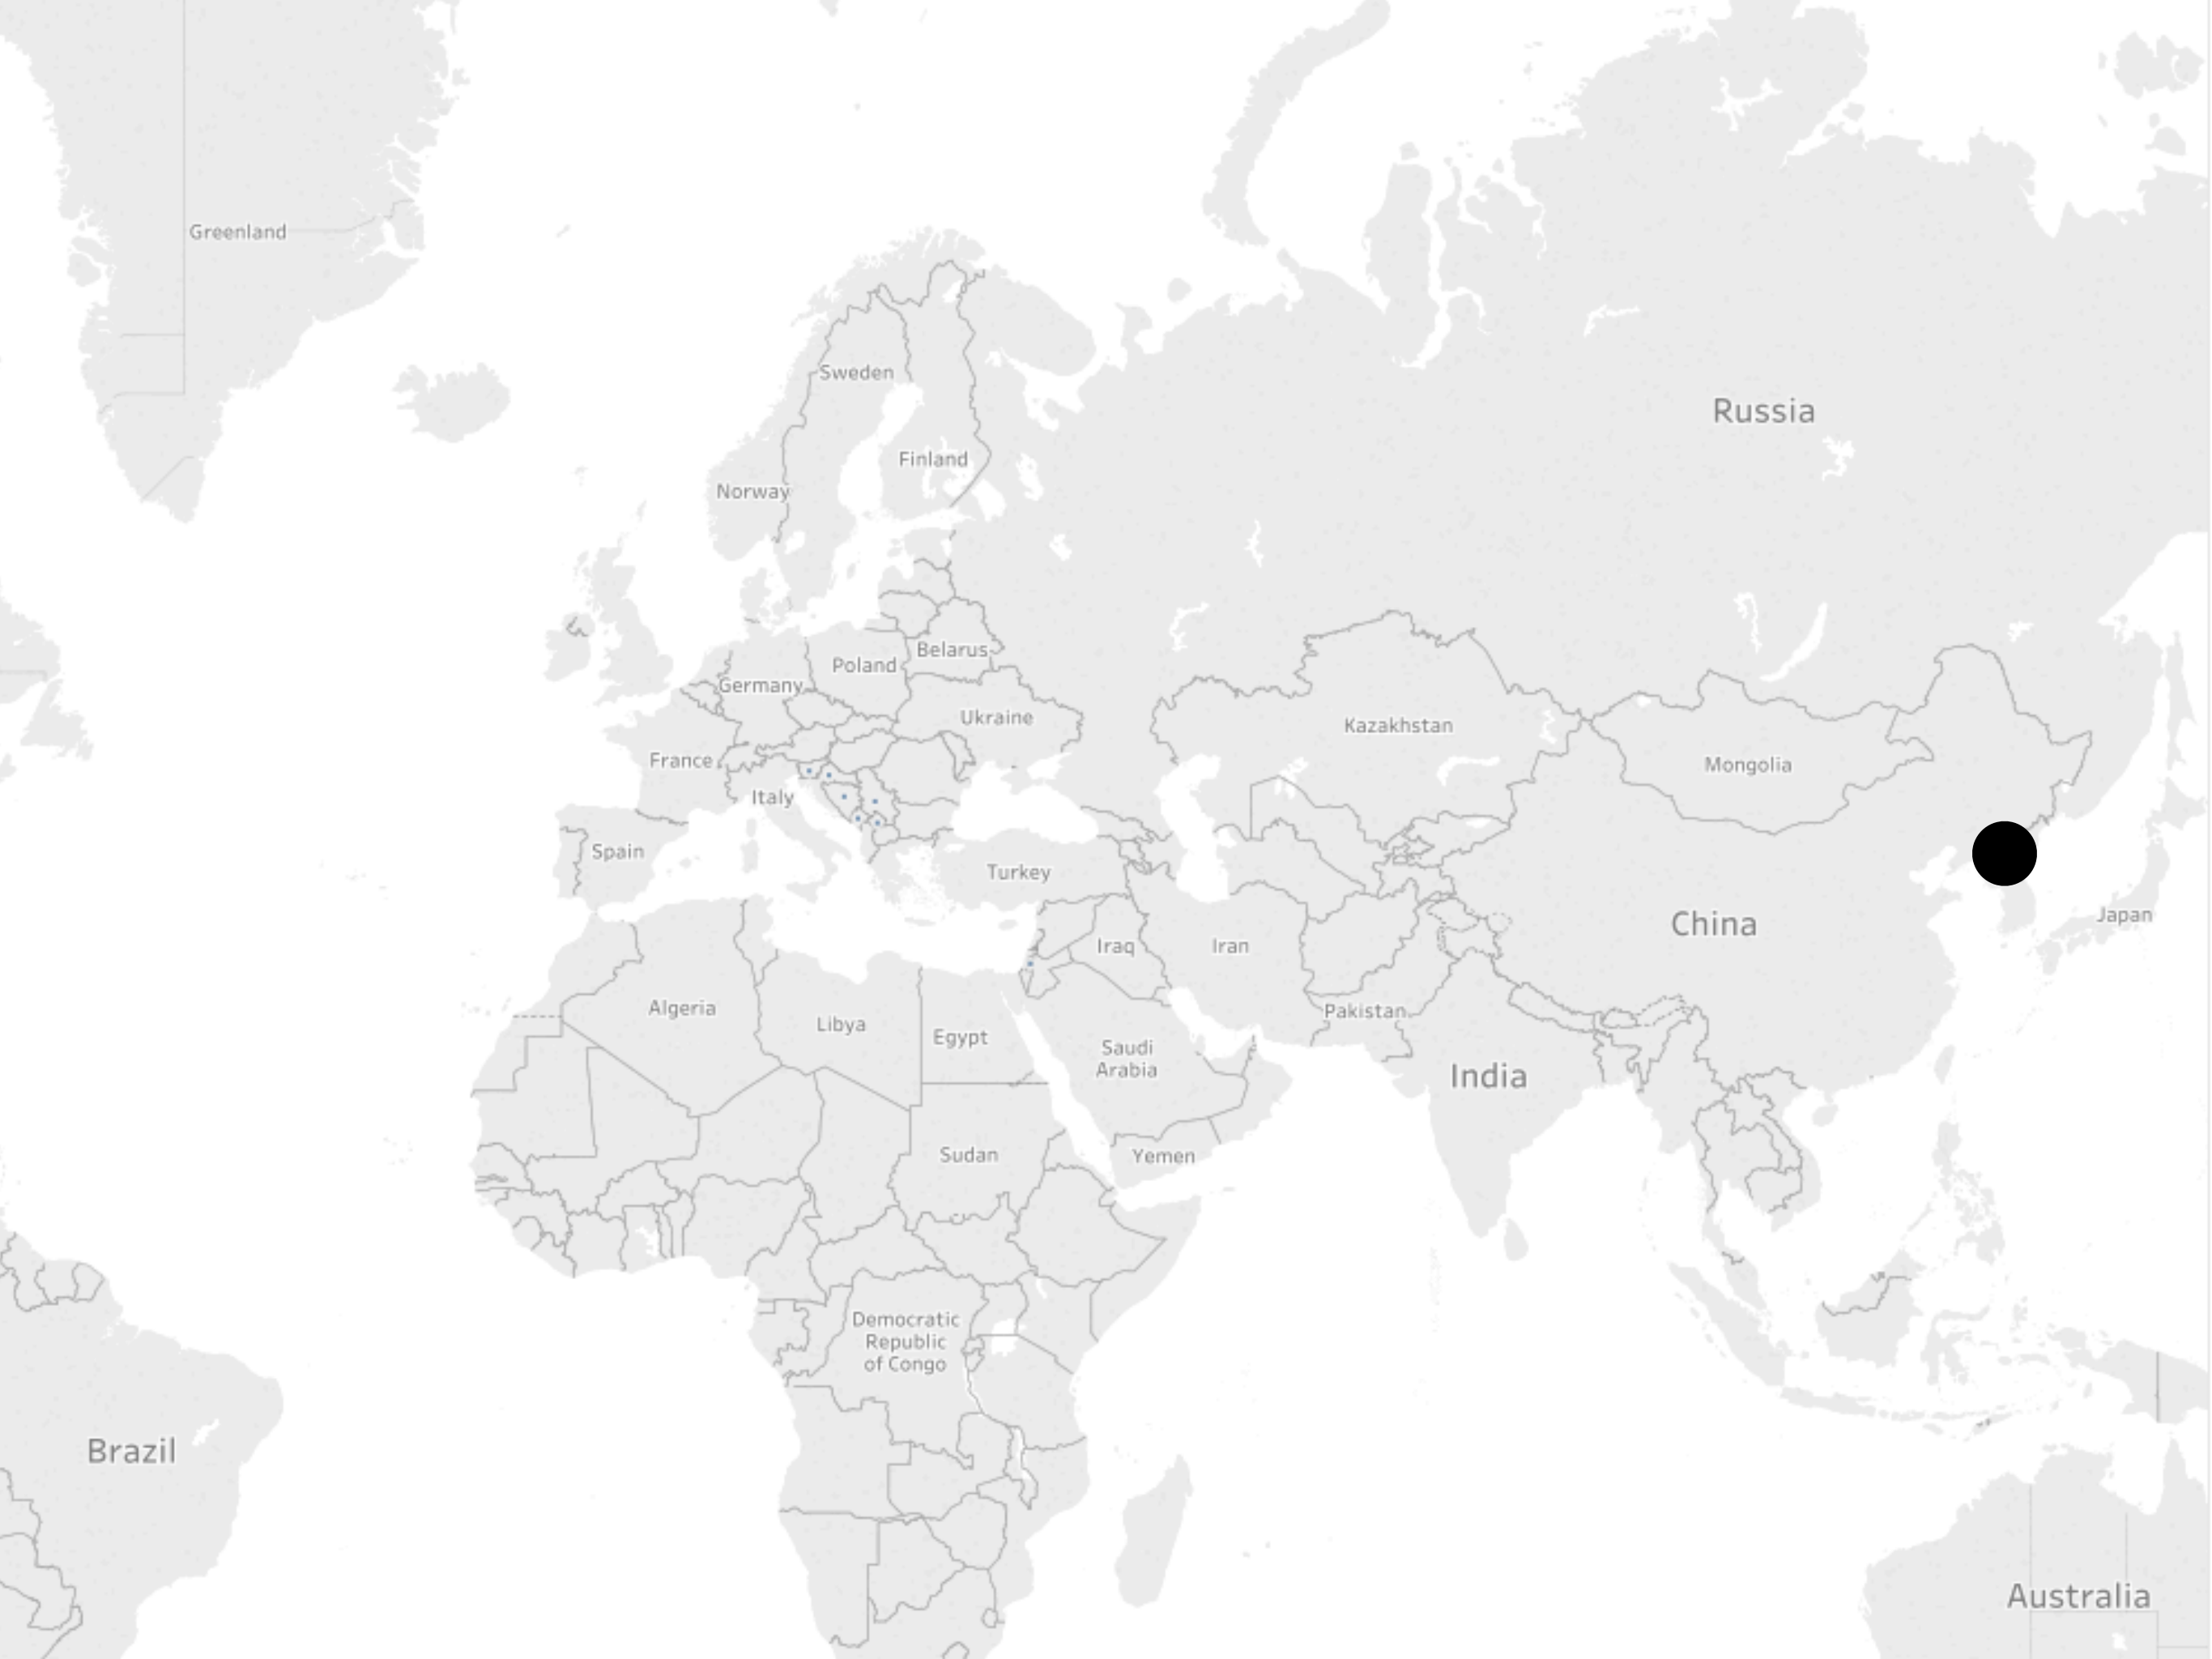 Greenland
Sweden
Russia
Finland
Norway
Belarus
Poland
Germany
Ukraine
Kazakhstan
France
Mongolia
Italy
Spain
Turkey
China
Japan
Iraq
Iran
Algeria
Pakistan
Libya
Egypt
Saudi
Arabia
India
Sudan
Yemen
Democratic
Republic
of Congo
Brazil
Australia